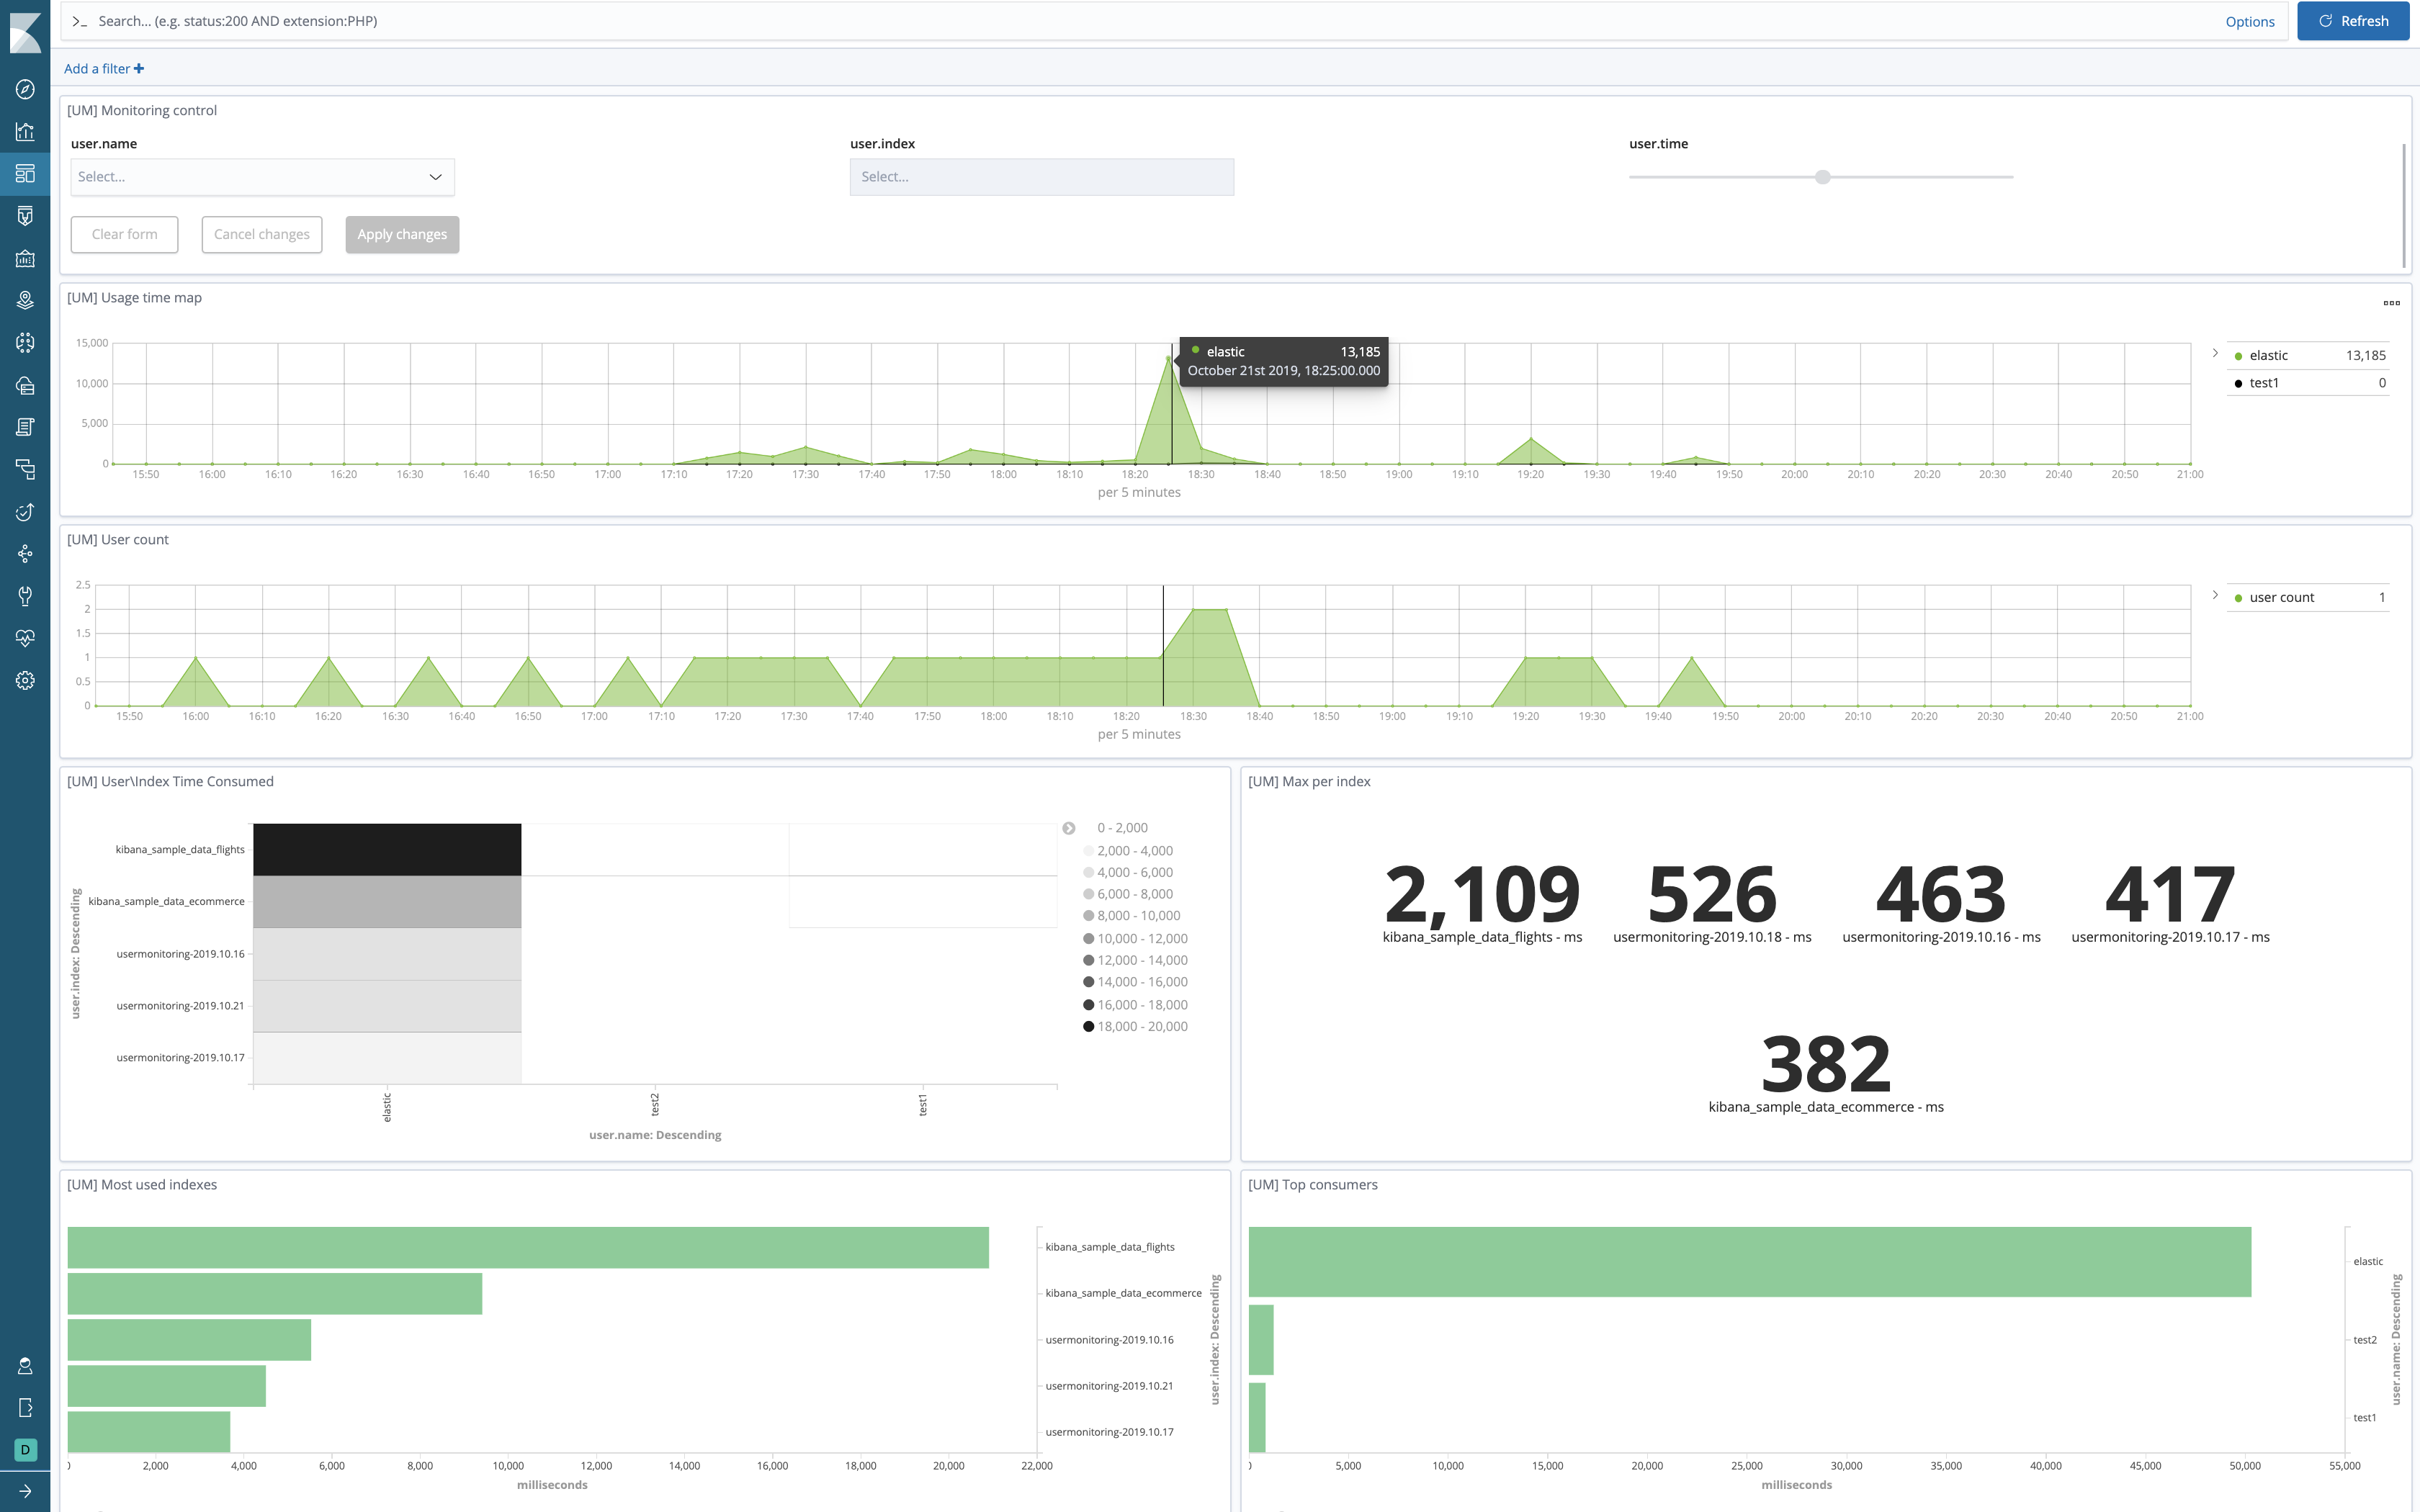 >_ Search... (e.g. status:200 AND extension:PHP)
Options
Refresh
Add a filter +
[UM] Monitoring control
user.name
user.index
user.time
Select...
Select...
Clear form
Cancel changes
Apply changes
[UM] Usage time map
15,000
10,000
5,000
0
elastic 13,185
October 21st 2019, 18:25:00.000
elastic 13,185
test1 0
15:50 16:00 16:10 16:20 16:30 16:40 16:50 17:00 17:10 17:20 17:30 17:40 17:50 18:00 18:10 18:20 18:30 18:40 18:50 19:00 19:10 19:20 19:30 19:40 19:50 20:00 20:10 20:20 20:30 20:40 20:50 21:00
per 5 minutes
[UM] User count
2.5
2
1.5
1
0.5
0
user count 1
15:50 16:00 16:10 16:20 16:30 16:40 16:50 17:00 17:10 17:20 17:30 17:40 17:50 18:00 18:10 18:20 18:30 18:40 18:50 19:00 19:10 19:20 19:30 19:40 19:50 20:00 20:10 20:20 20:30 20:40 20:50 21:00
per 5 minutes
[UM] User\Index Time Consumed
user.index: Descending
kibana_sample_data_flights
kibana_sample_data_ecommerce
usermonitoring-2019.10.16
usermonitoring-2019.10.21
usermonitoring-2019.10.17
elastic
test2
test1
user.name: Descending
0 - 2,000
2,000 - 4,000
4,000 - 6,000
6,000 - 8,000
8,000 - 10,000
10,000 - 12,000
12,000 - 14,000
14,000 - 16,000
16,000 - 18,000
18,000 - 20,000
[UM] Max per index
2,109
kibana_sample_data_flights - ms
526
usermonitoring-2019.10.18 - ms
463
usermonitoring-2019.10.16 - ms
417
usermonitoring-2019.10.17 - ms
382
kibana_sample_data_ecommerce - ms
[UM] Most used indexes
kibana_sample_data_flights
kibana_sample_data_ecommerce
usermonitoring-2019.10.16
usermonitoring-2019.10.21
usermonitoring-2019.10.17
user.index: Descending
0 2,000 4,000 6,000 8,000 10,000 12,000 14,000 16,000 18,000 20,000 22,000
milliseconds
[UM] Top consumers
elastic
test2
test1
user.name: Descending
0 5,000 10,000 15,000 20,000 25,000 30,000 35,000 40,000 45,000 50,000 55,000
milliseconds
D